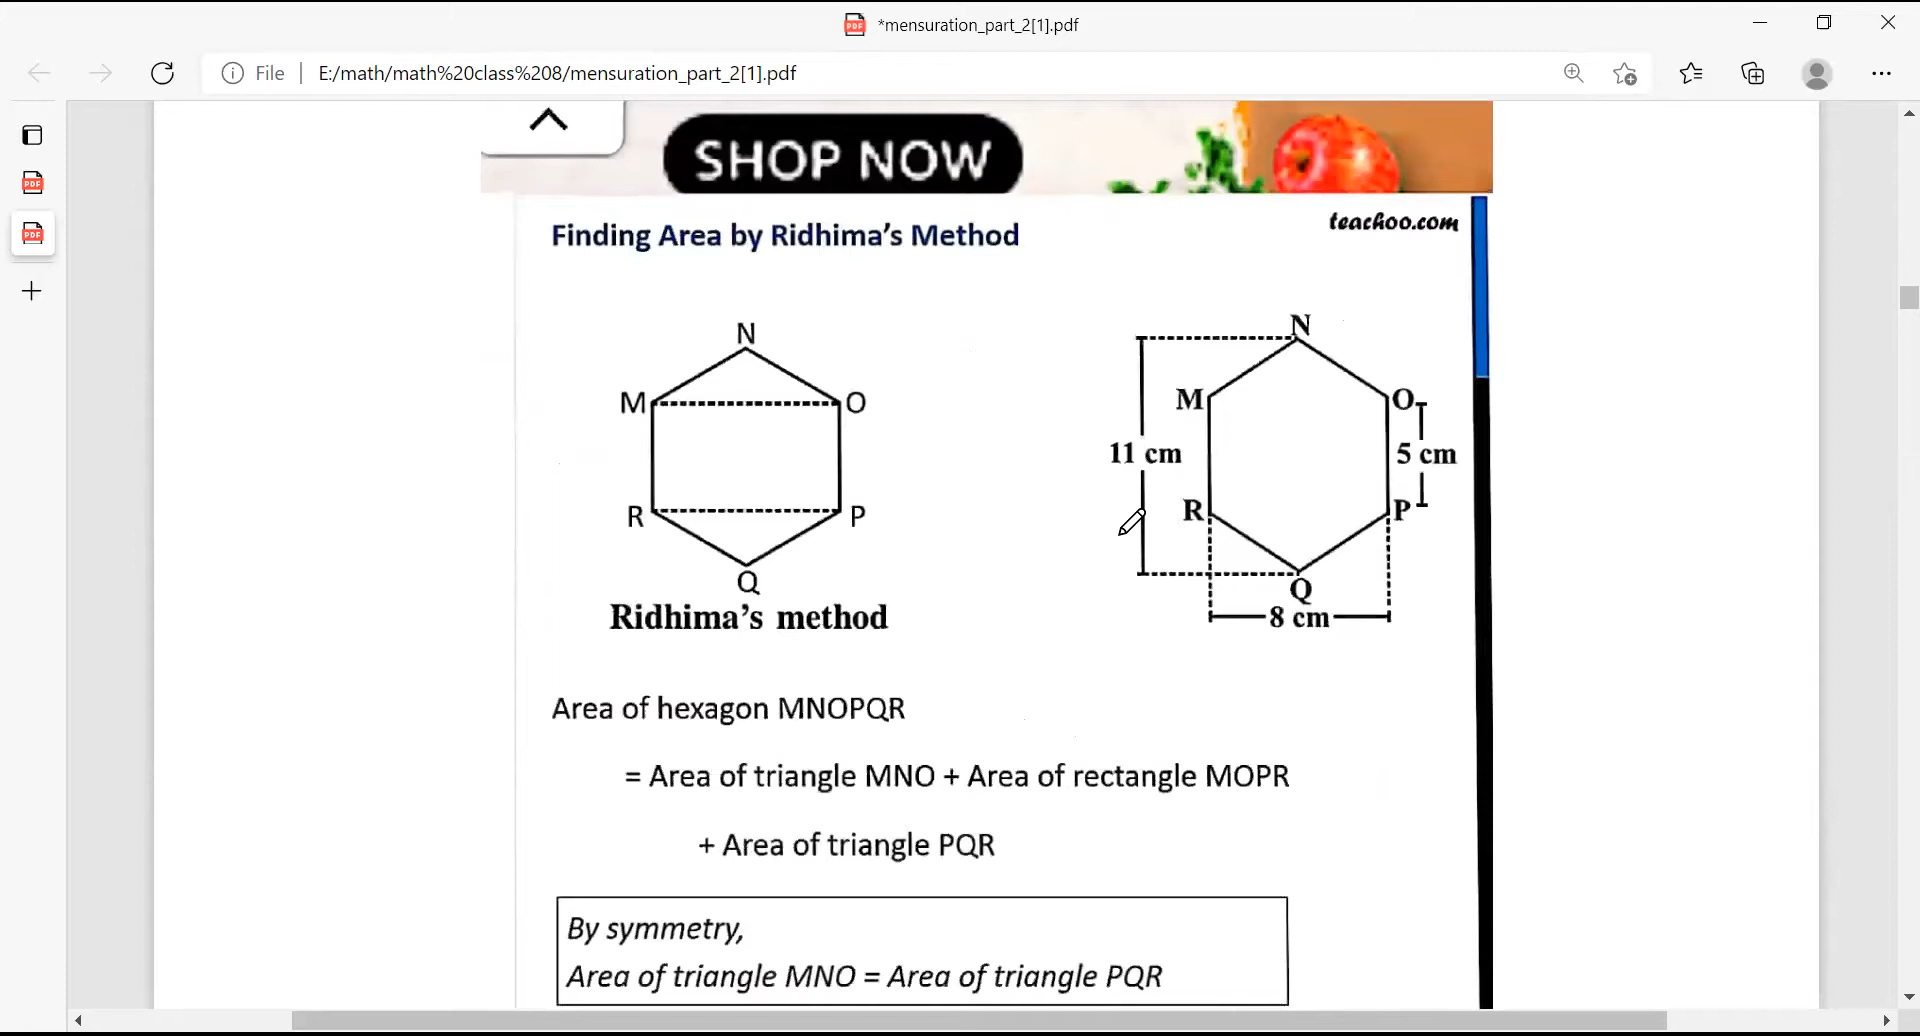 *mensuration_part_2[1].pdf
File | E:/math/math%20class%208/mensuration_part_2[1].pdf
SHOP NOW
Finding Area by Ridhima's Method
teachoo.com
N
M O
R P
Q
Ridhima's method
N
M O
11 cm 5 cm
R P
Q
8 cm
Area of hexagon MNOPQR
= Area of triangle MNO + Area of rectangle MOPR
+ Area of triangle PQR
By symmetry,
Area of triangle MNO = Area of triangle PQR